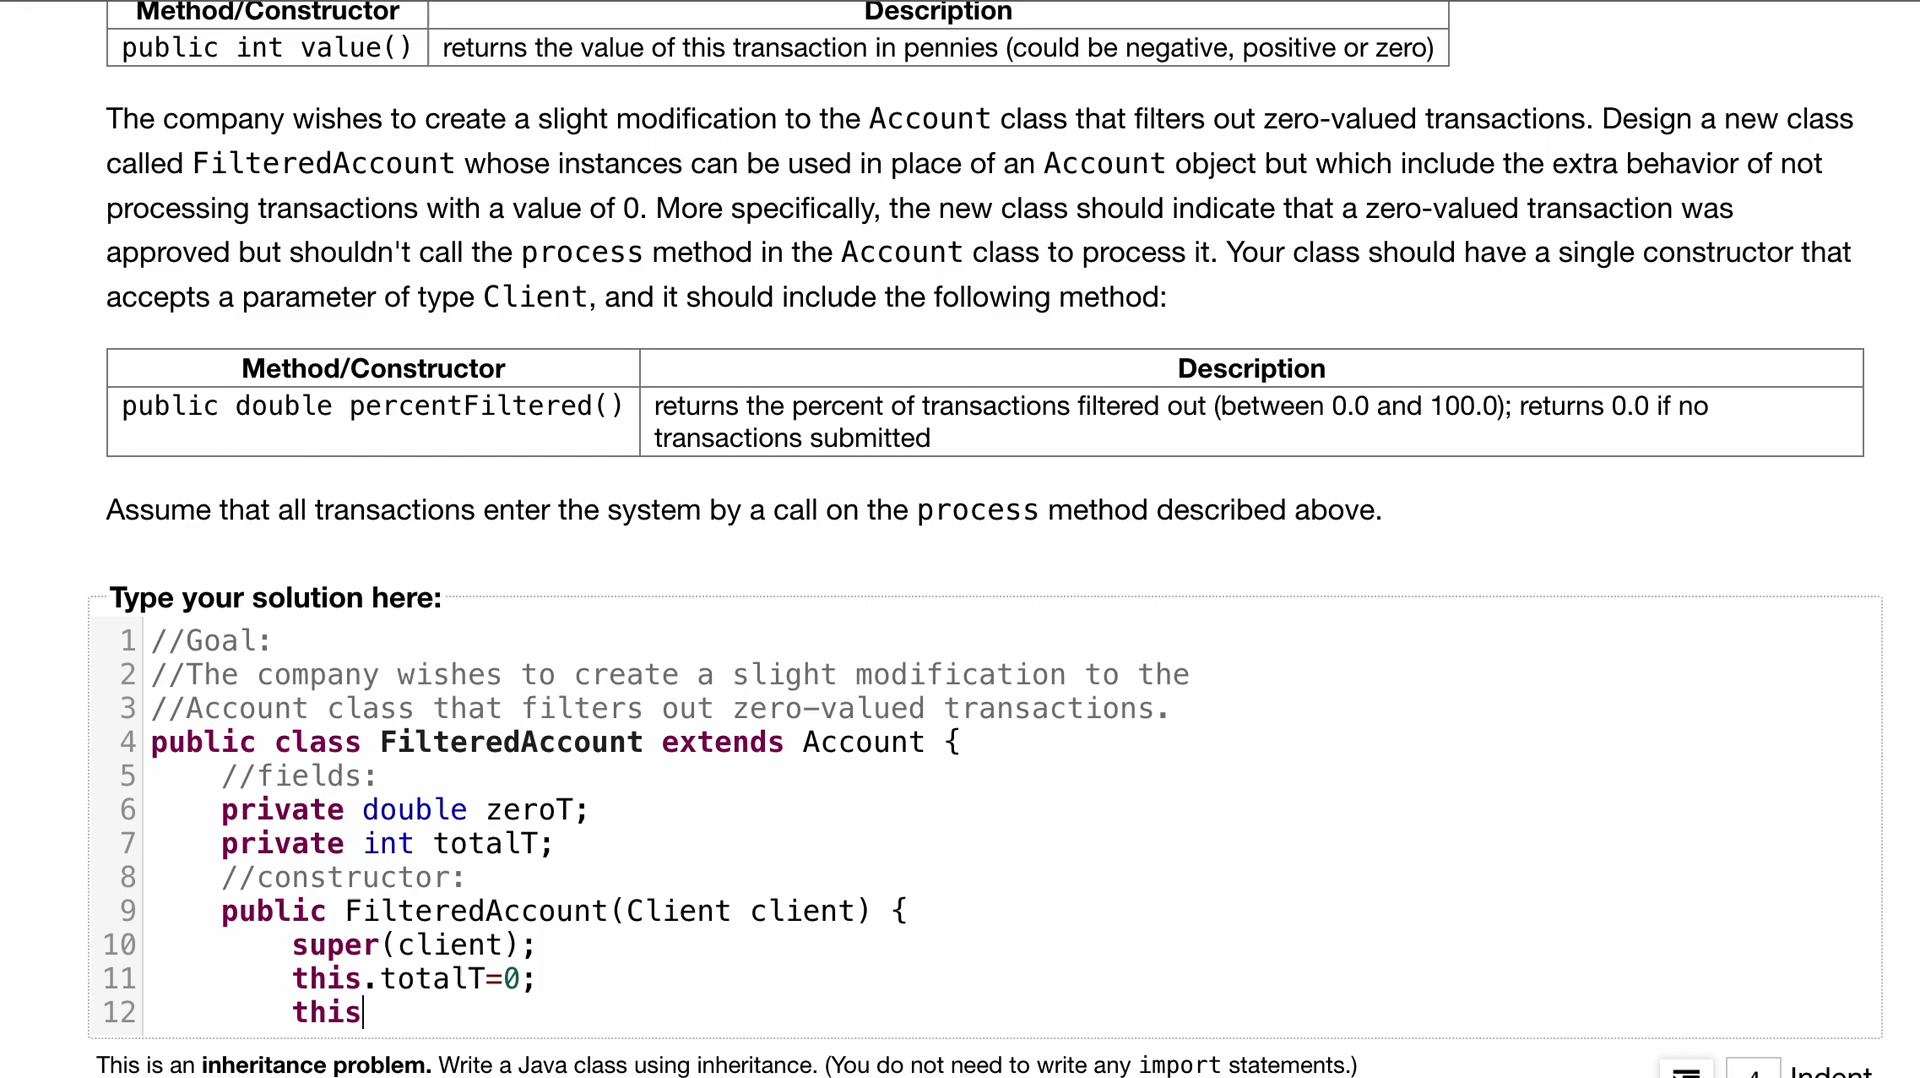 Method/Constructor Description
public int value() returns the value of this transaction in pennies (could be negative, positive or zero)
The company wishes to create a slight modification to the Account class that filters out zero-valued transactions. Design a new class
called FilteredAccount whose instances can be used in place of an Account object but which include the extra behavior of not
processing transactions with a value of 0. More specifically, the new class should indicate that a zero-valued transaction was
approved but shouldn't call the process method in the Account class to process it. Your class should have a single constructor that
accepts a parameter of type Client, and it should include the following method:
Method/Constructor Description
public double percentFiltered() returns the percent of transactions filtered out (between 0.0 and 100.0); returns 0.0 if no
transactions submitted
Assume that all transactions enter the system by a call on the process method described above.
Type your solution here:
1 //Goal:
2 //The company wishes to create a slight modification to the
3 //Account class that filters out zero-valued transactions.
4 public class FilteredAccount extends Account {
5 //fields:
6 private double zeroT;
7 private int totalT;
8 //constructor:
9 public FilteredAccount(Client client) {
10 super(client);
11 this.totalT=0;
12 this
This is an inheritance problem. Write a Java class using inheritance. (You do not need to write any import statements.)
4 Indent